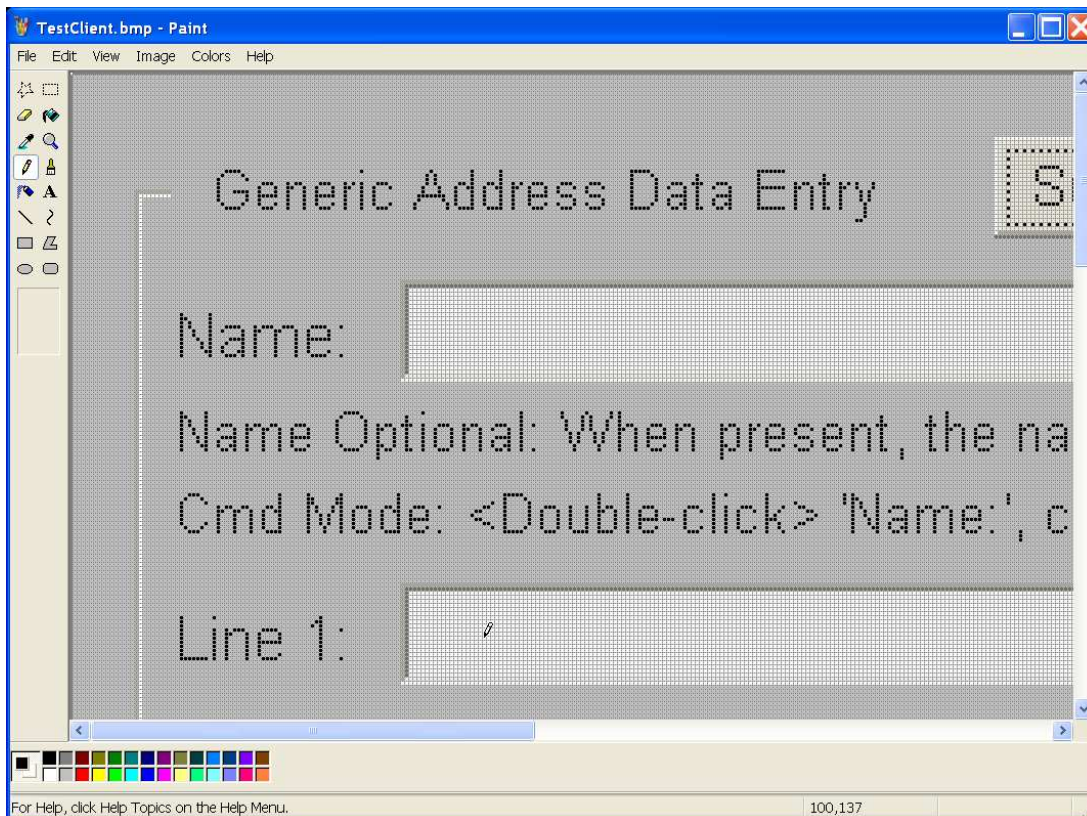 TestClient.bmp - Paint
File Edit View Image Colors Help
A
Generic Address Data Entry
Name:
Name Optional: When present, the na
Cmd Mode: <Double-click> 'Name:', c
Line 1:
For Help, click Help Topics on the Help Menu.
100,137